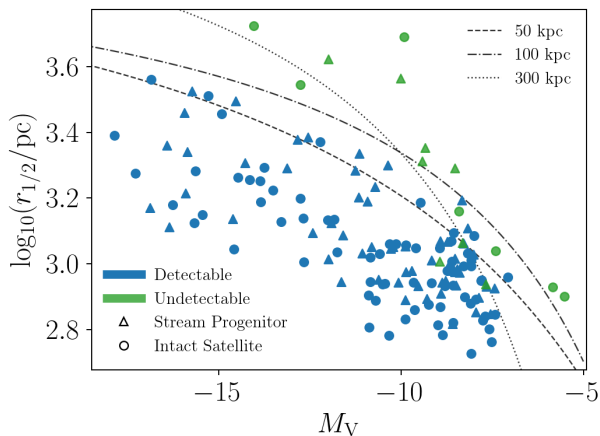 50 kpc
100 kpc
300 kpc
3.6
3.4
3.2
3.0
2.8
log₁₀(r₁/₂/pc)
Detectable
Undetectable
Stream Progenitor
Intact Satellite
−15
−10
−5
M_V